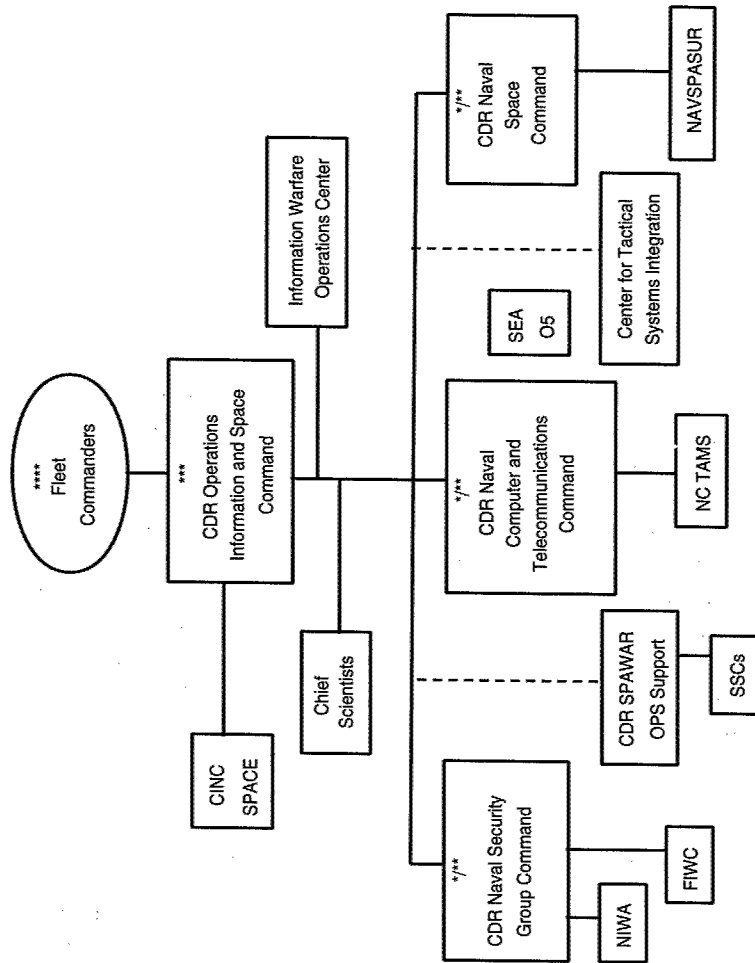 ****
Fleet
Commanders
***
CDR Operations
Information and Space
Command
CINC
SPACE
Information Warfare
Operations Center
Chief
Scientists
*/**
CDR Naval Security
Group Command
NIWA
FIWC
CDR SPAWAR
OPS Support
SSCs
*/**
CDR Naval
Computer and
Telecommunications
Command
NC TAMS
SEA
O5
Center for Tactical
Systems Integration
*/**
CDR Naval
Space
Command
NAVSPASUR